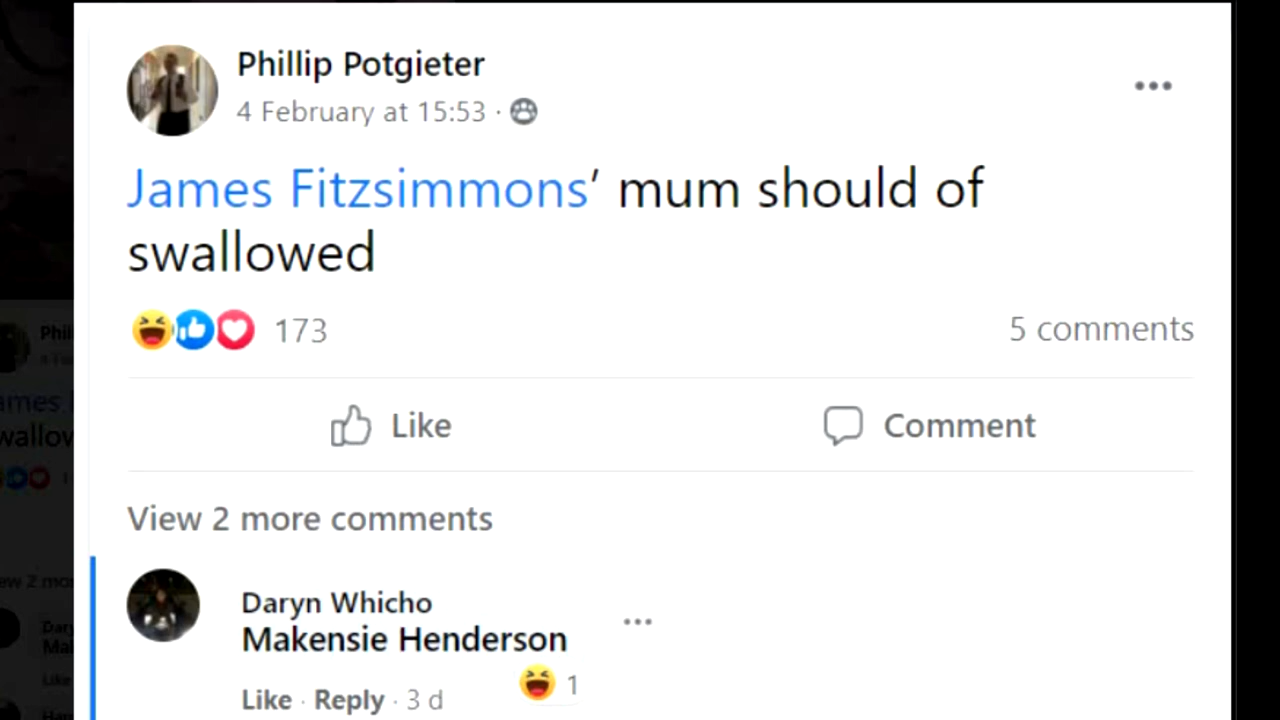 Phillip Potgieter
4 February at 15:53 ·
James Fitzsimmons’ mum should of
swallowed
173
5 comments
Like
Comment
View 2 more comments
Daryn Whicho
Makensie Henderson
Like · Reply · 3 d
1